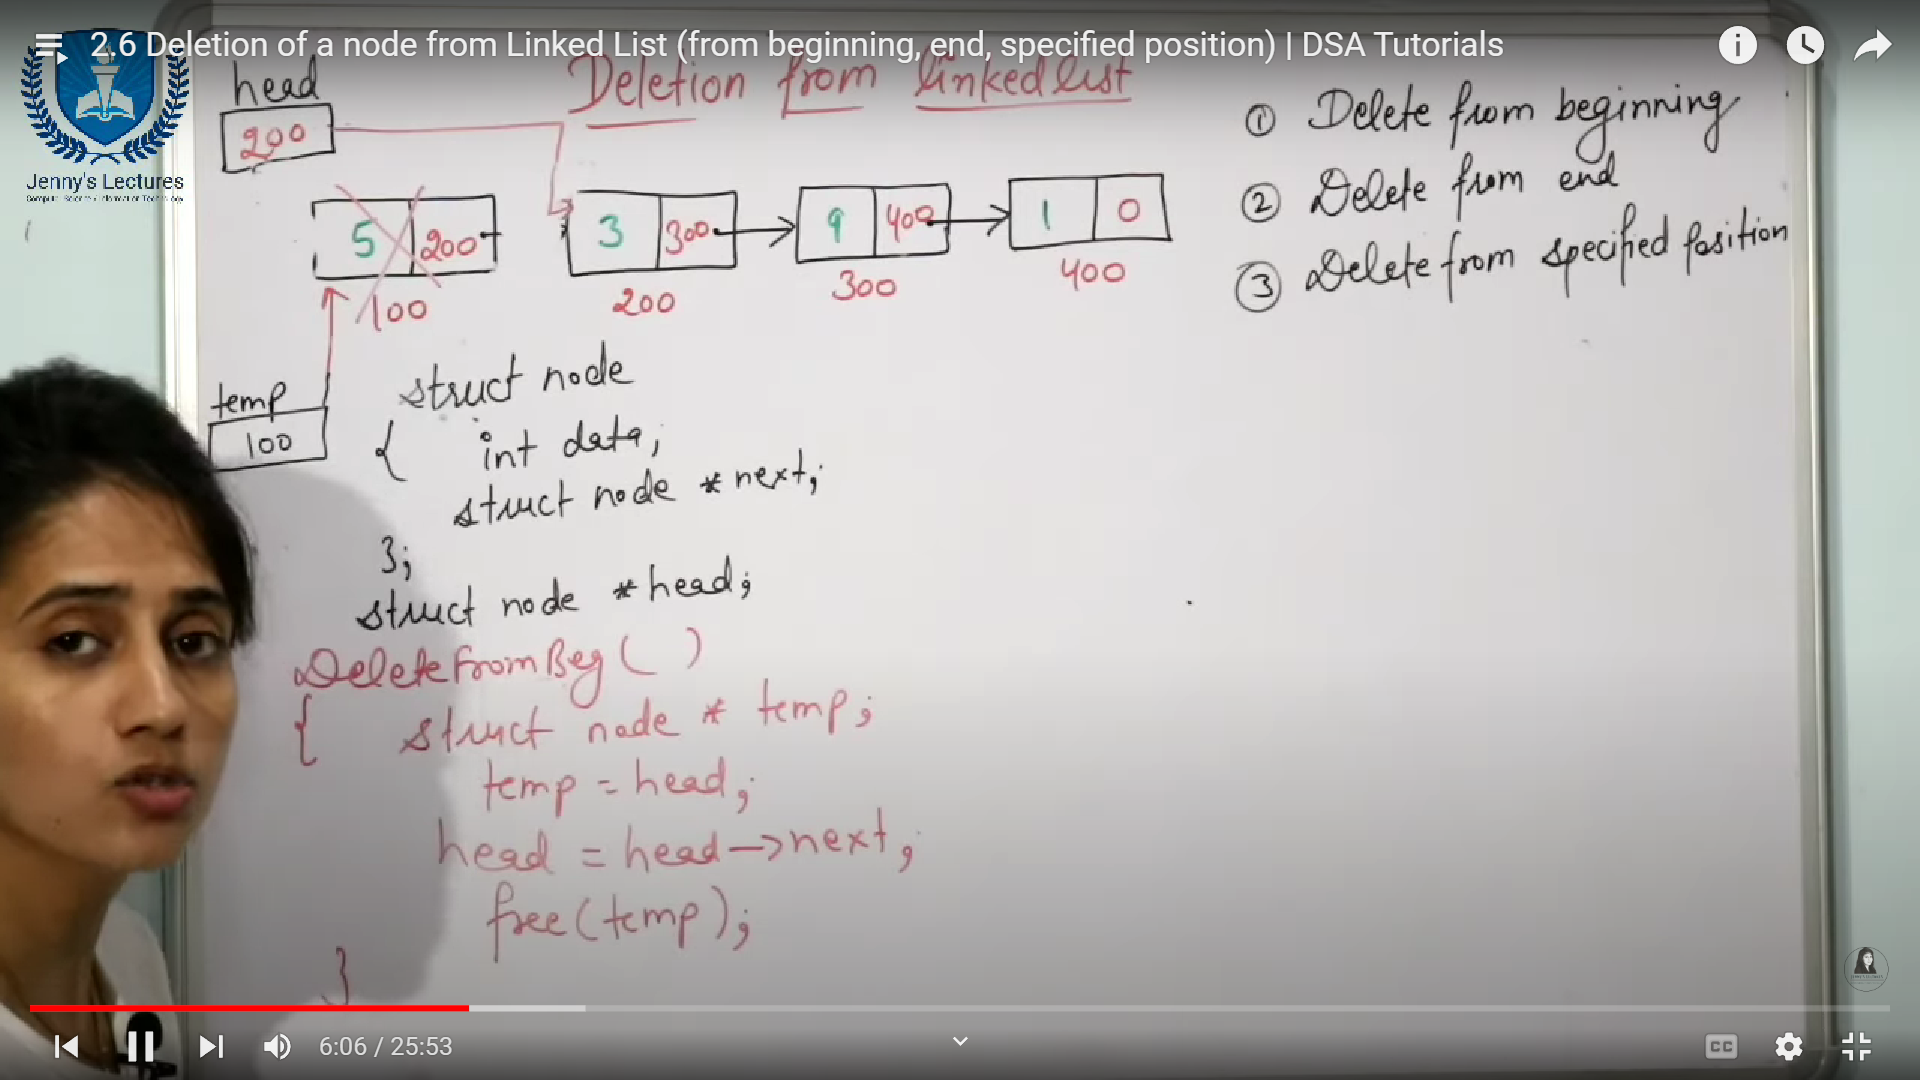 2.6 Deletion of a node from Linked List (from beginning, end, specified position) | DSA Tutorials
Jenny's Lectures
head
200
Deletion from linked list
5 200
3 300
9 400
1 0
100
200
300
400
① Delete from beginning
② Delete from end
③ Delete from specified position
temp
100
struct node
{ int data;
struct node * next;
};
struct node * head;
DeleteFromBeg( )
{ struct node * temp;
temp = head;
head = head->next;
free(temp);
}
6:06 / 25:53
CC